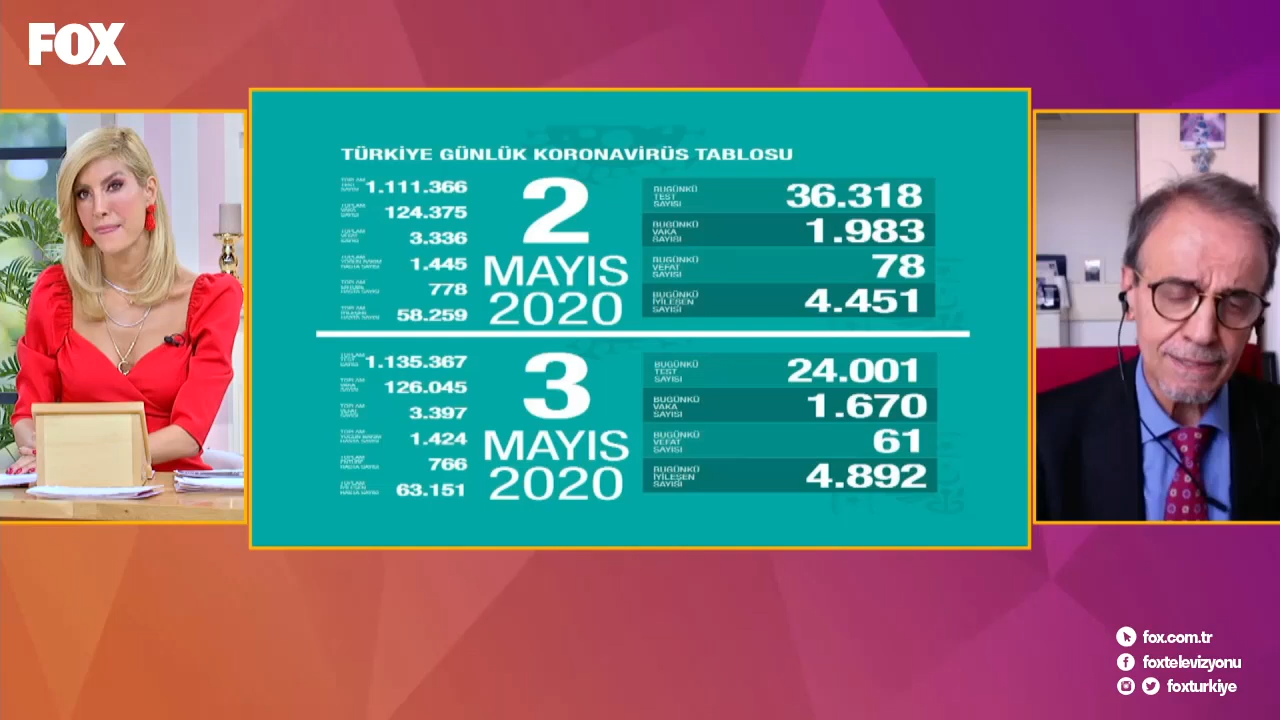 FOX
TÜRKİYE GÜNLÜK KORONAVİRÜS TABLOSU
1.111.366
124.375
3.336
1.445
778
58.259
2
MAYIS
2020
BUGÜNKÜ TEST SAYISI 36.318
BUGÜNKÜ VAKA SAYISI 1.983
BUGÜNKÜ VEFAT SAYISI 78
BUGÜNKÜ İYİLEŞEN SAYISI 4.451
1.135.367
126.045
3.397
1.424
766
63.151
3
MAYIS
2020
BUGÜNKÜ TEST SAYISI 24.001
BUGÜNKÜ VAKA SAYISI 1.670
BUGÜNKÜ VEFAT SAYISI 61
BUGÜNKÜ İYİLEŞEN SAYISI 4.892
fox.com.tr
foxtelevizyonu
foxturkiye